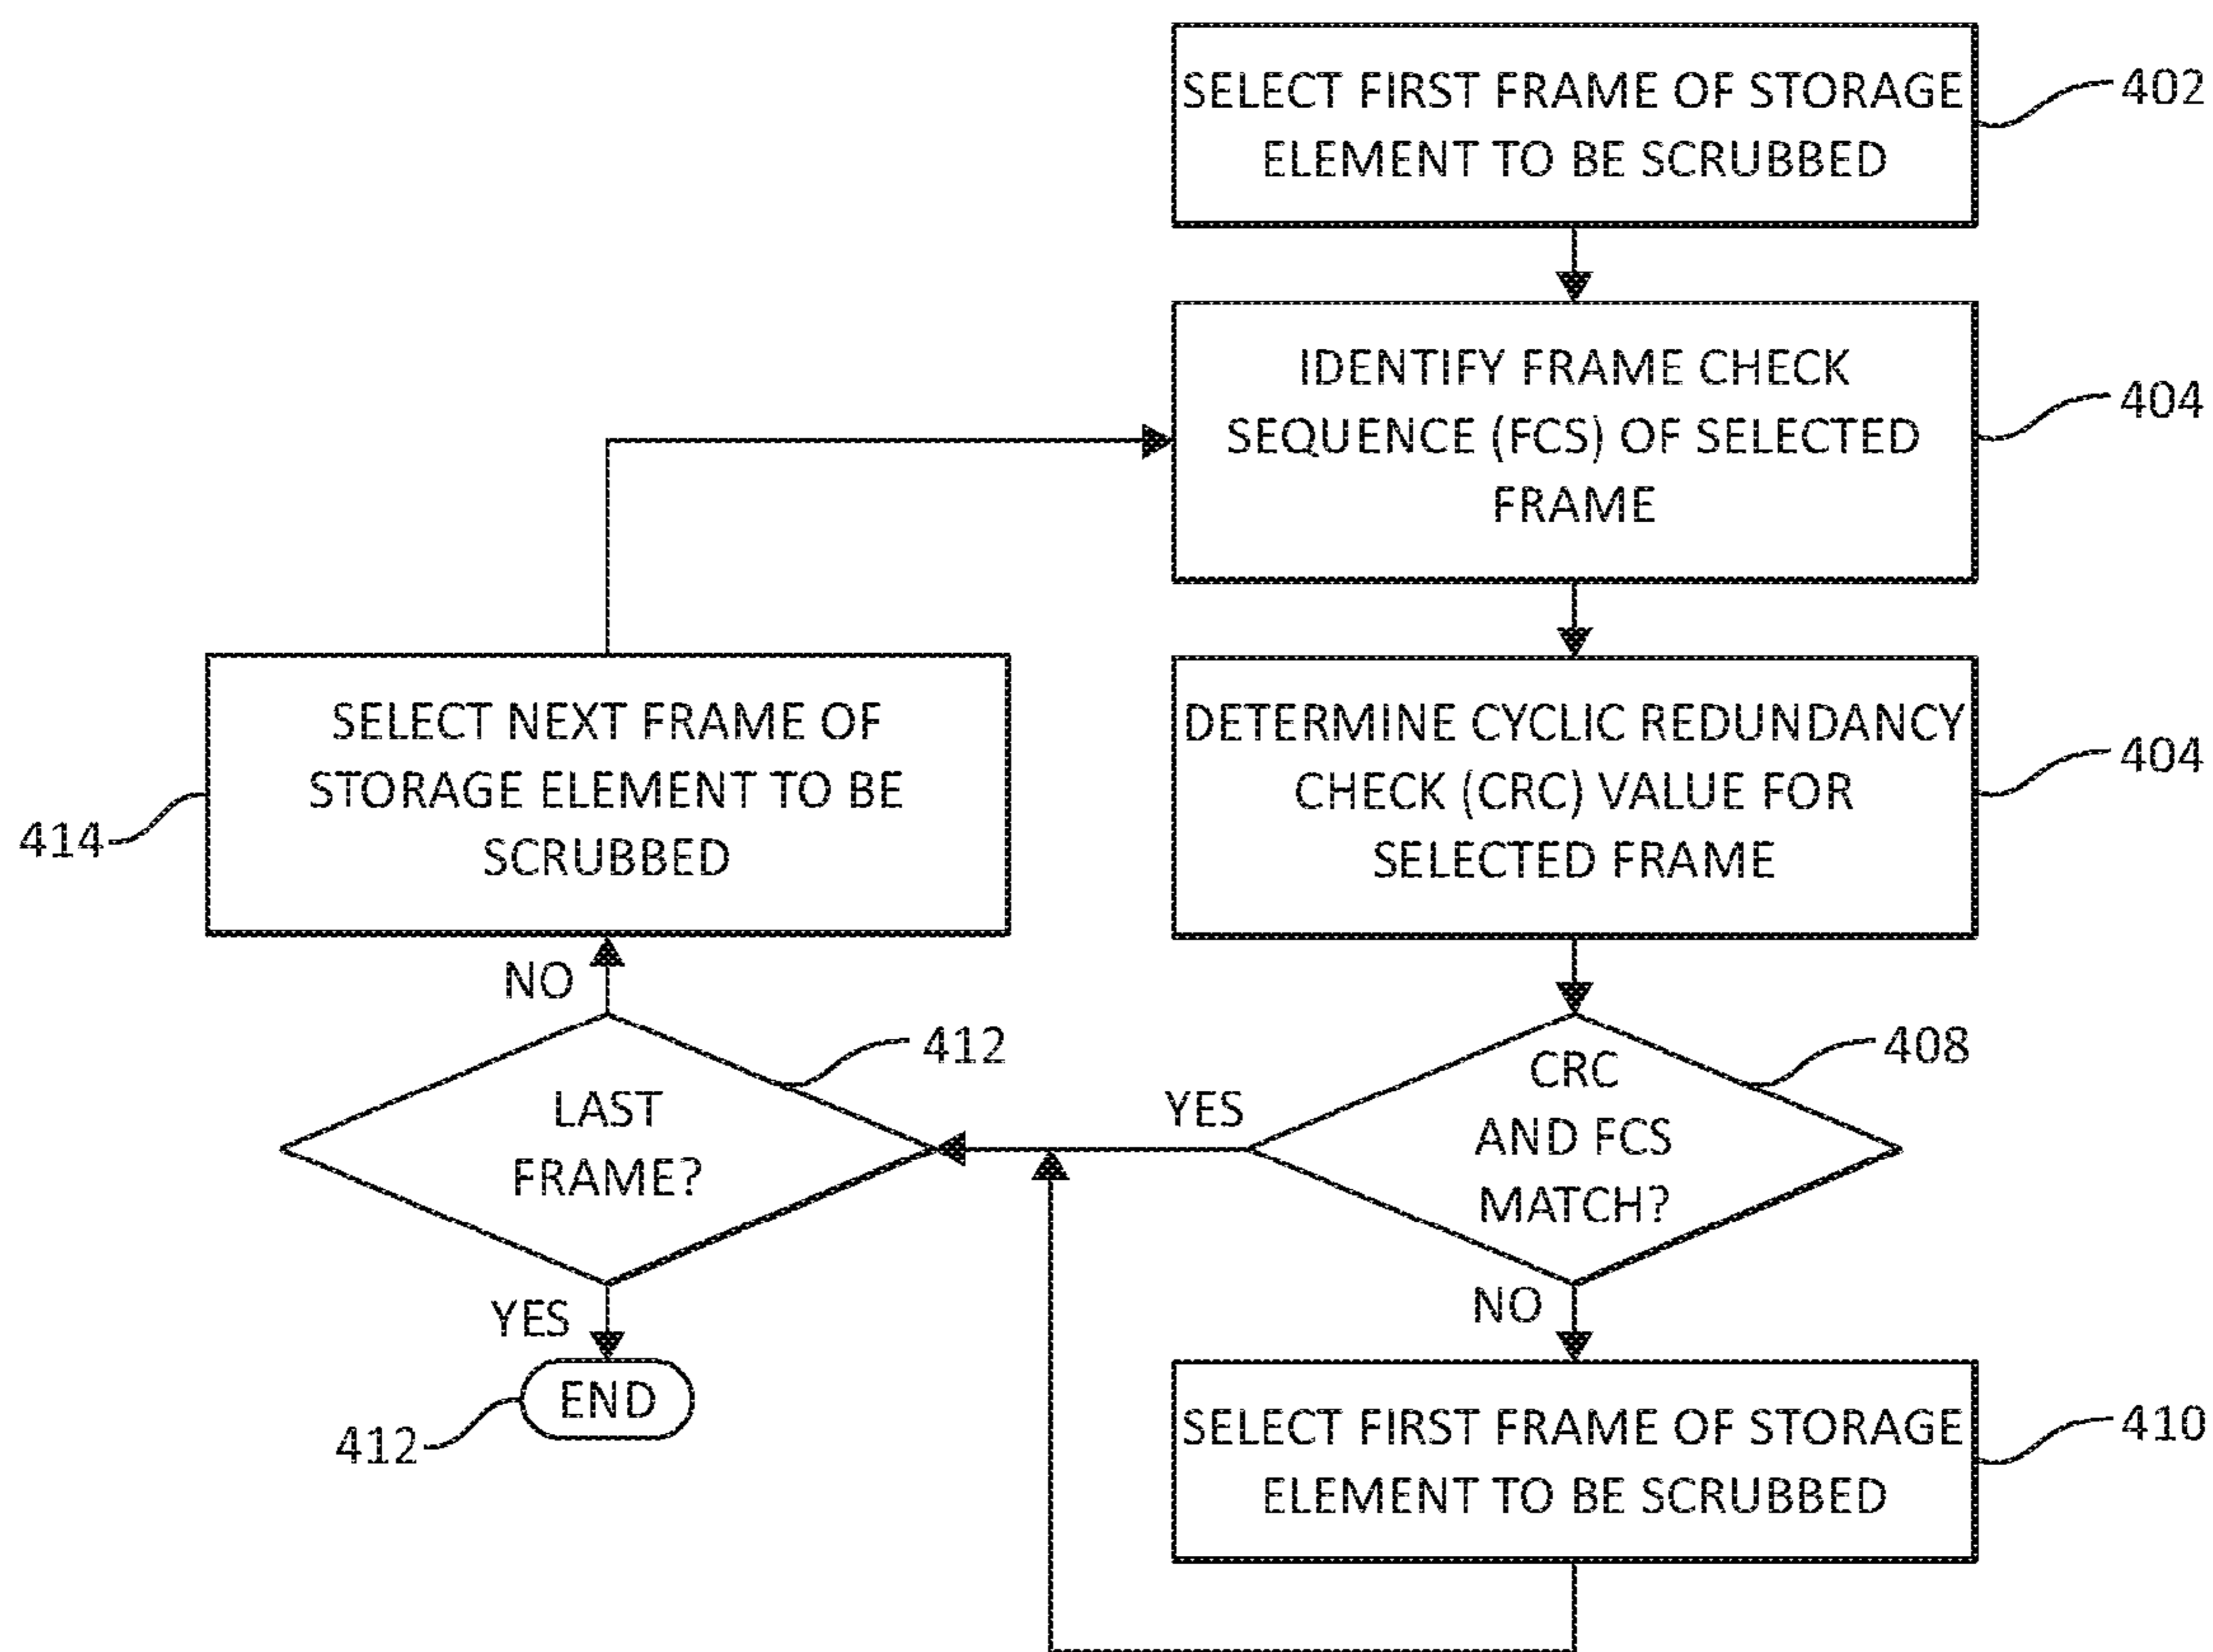 SELECT FIRST FRAME OF STORAGE
ELEMENT TO BE SCRUBBED
402
IDENTIFY FRAME CHECK
SEQUENCE (FCS) OF SELECTED
FRAME
404
DETERMINE CYCLIC REDUNDANCY
CHECK (CRC) VALUE FOR
SELECTED FRAME
404
SELECT NEXT FRAME OF
STORAGE ELEMENT TO BE
SCRUBBED
414
NO
LAST
FRAME?
412
YES
CRC
AND FCS
MATCH?
408
YES
END
412
NO
SELECT FIRST FRAME OF STORAGE
ELEMENT TO BE SCRUBBED
410